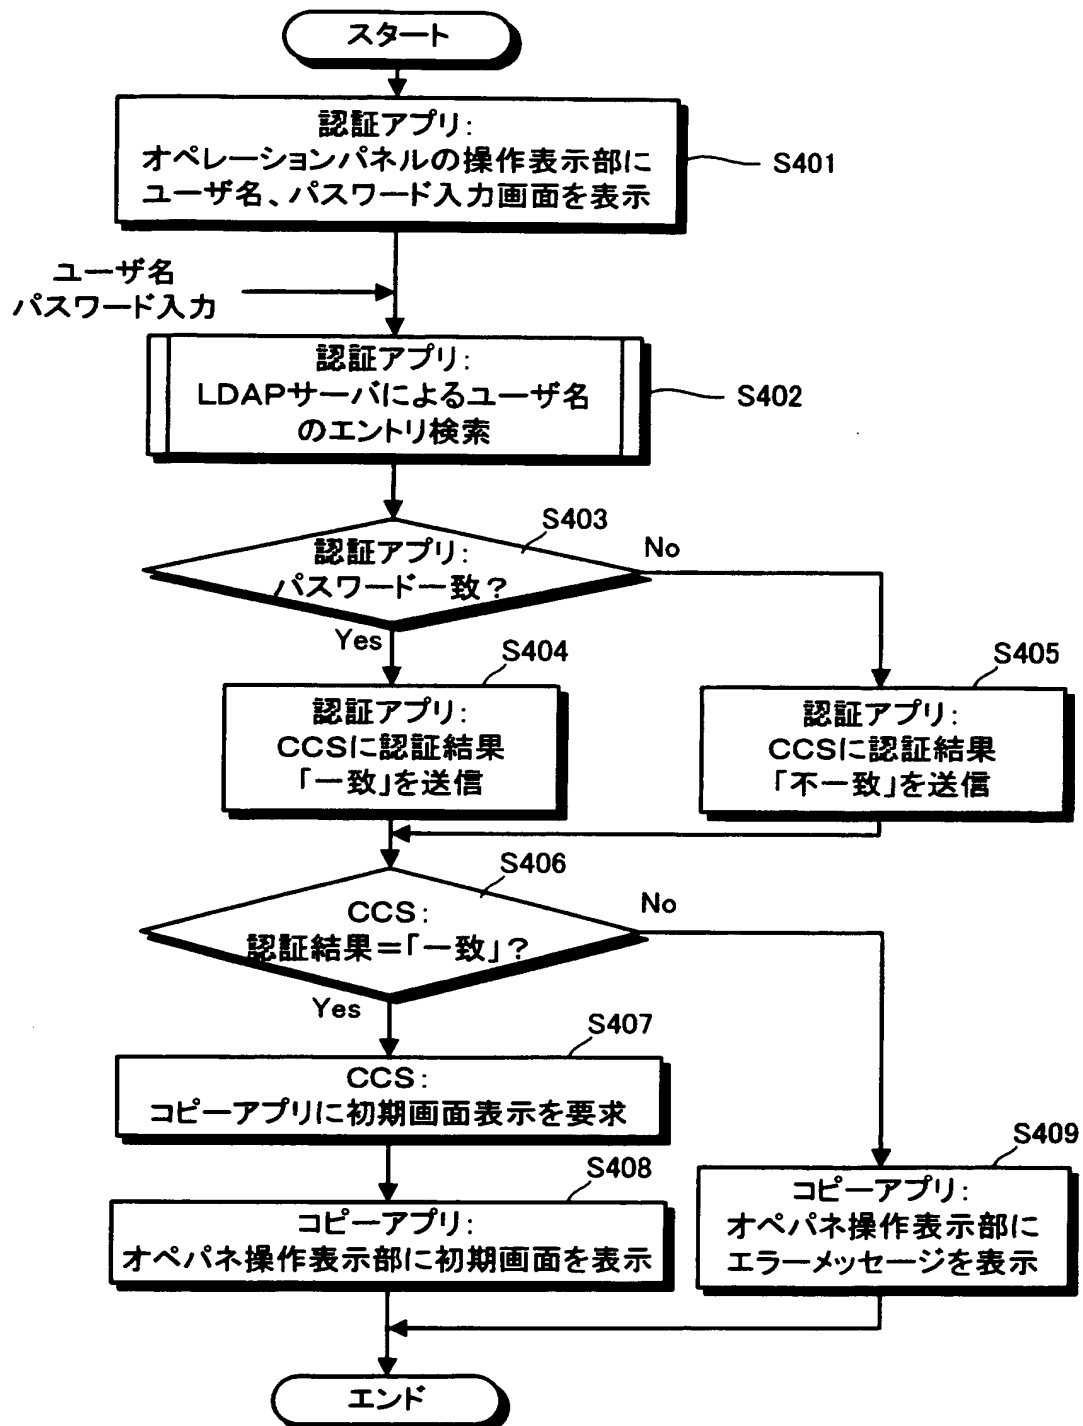 スタート
認証アプリ:
オペレーションパネルの操作表示部に
ユーザ名、パスワード入力画面を表示
S401
ユーザ名
パスワード入力
認証アプリ:
LDAPサーバによるユーザ名
のエントリ検索
S402
S403
認証アプリ:
パスワード一致?
No
Yes
S404
S405
認証アプリ:
CCSに認証結果
「一致」を送信
認証アプリ:
CCSに認証結果
「不一致」を送信
S406
CCS:
認証結果=「一致」?
No
Yes
S407
CCS:
コピーアプリに初期画面表示を要求
S408
S409
コピーアプリ:
オペパネ操作表示部に初期画面を表示
コピーアプリ:
オペパネ操作表示部に
エラーメッセージを表示
エンド